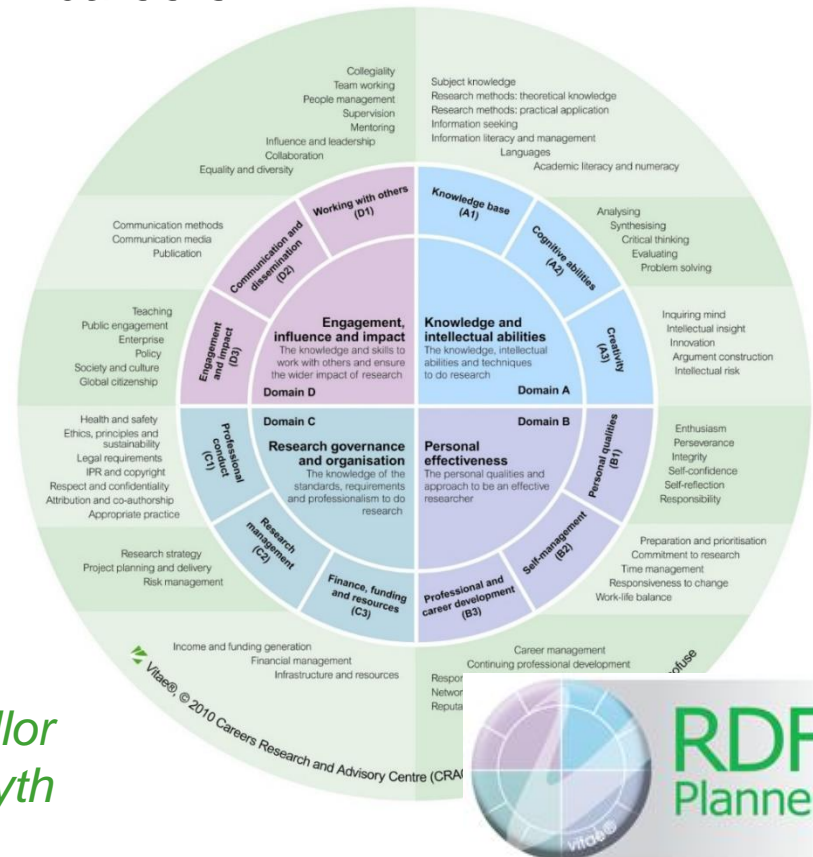 Collegiality
Team working
People management
Supervision
Mentoring
Influence and leadership
Collaboration
Equality and diversity
Subject knowledge
Research methods: theoretical knowledge
Research methods: practical application
Information seeking
Information literacy and management
Languages
Academic literacy and numeracy
Communication methods
Communication media
Publication
Analysing
Synthesising
Critical thinking
Evaluating
Problem solving
Teaching
Public engagement
Enterprise
Policy
Society and culture
Global citizenship
Inquiring mind
Intellectual insight
Innovation
Argument construction
Intellectual risk
Health and safety
Ethics, principles and
sustainability
Legal requirements
IPR and copyright
Respect and confidentiality
Attribution and co-authorship
Appropriate practice
Enthusiasm
Perseverance
Integrity
Self-confidence
Self-reflection
Responsibility
Research strategy
Project planning and delivery
Risk management
Preparation and prioritisation
Commitment to research
Time management
Responsiveness to change
Work-life balance
Income and funding generation
Financial management
Infrastructure and resources
Career management
Continuing professional development
Working with others
(D1)
Communication and
dissemination
(D2)
Engagement
and impact
(D3)
Knowledge base
(A1)
Cognitive abilities
(A2)
Creativity
(A3)
Professional
conduct
(C1)
Research
management
(C2)
Finance, funding
and resources
(C3)
Personal qualities
(B1)
Self-management
(B2)
Professional and
career development
(B3)
Engagement,
influence and impact
The knowledge and skills to
work with others and ensure
the wider impact of research
Domain D
Knowledge and
intellectual abilities
The knowledge, intellectual
abilities and techniques
to do research
Domain A
Domain C
Research governance
and organisation
The knowledge of the
standards, requirements
and professionalism to do
research
Domain B
Personal
effectiveness
The personal qualities and
approach to be an effective
researcher
Vitae®, © 2010 Careers Research and Advisory Centre (CRAC
llor
yth
RDF
Planne
vitae®